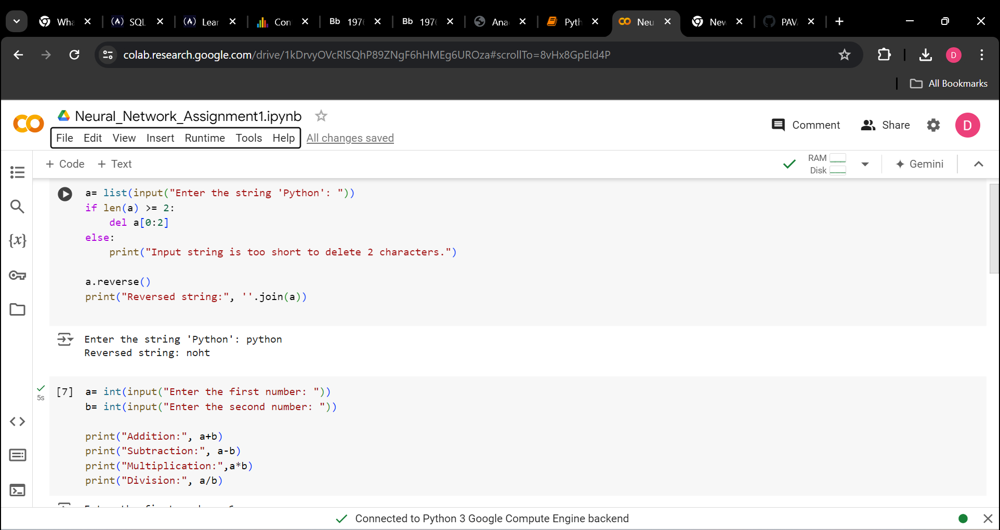 Wha
SQL
Lear
Con
Bb 197
Bb 197
Ana
Pyth
Neu
New
PAV
colab.research.google.com/drive/1kDrvyOVcRlSQhP89ZNgF6hHMEg6UROza#scrollTo=8vHx8GpEId4P
D
All Bookmarks
Neural_Network_Assignment1.ipynb
Comment
Share
D
File Edit View Insert Runtime Tools Help All changes saved
+ Code + Text
RAM
Disk
Gemini
a= list(input("Enter the string 'Python': "))
if len(a) >= 2:
del a[0:2]
else:
print("Input string is too short to delete 2 characters.")
a.reverse()
print("Reversed string:", ''.join(a))
Enter the string 'Python': python
Reversed string: noht
5s
[7]
a= int(input("Enter the first number: "))
b= int(input("Enter the second number: "))
print("Addition:", a+b)
print("Subtraction:", a-b)
print("Multiplication:",a*b)
print("Division:", a/b)
Connected to Python 3 Google Compute Engine backend